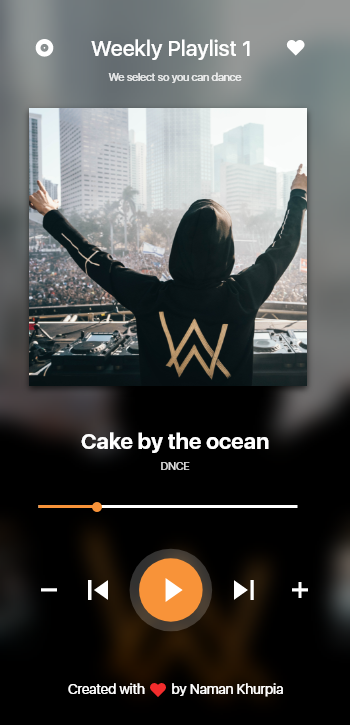 Weekly Playlist 1
We select so you can dance
Cake by the ocean
DNCE
Created with ❤ by Naman Khurpia